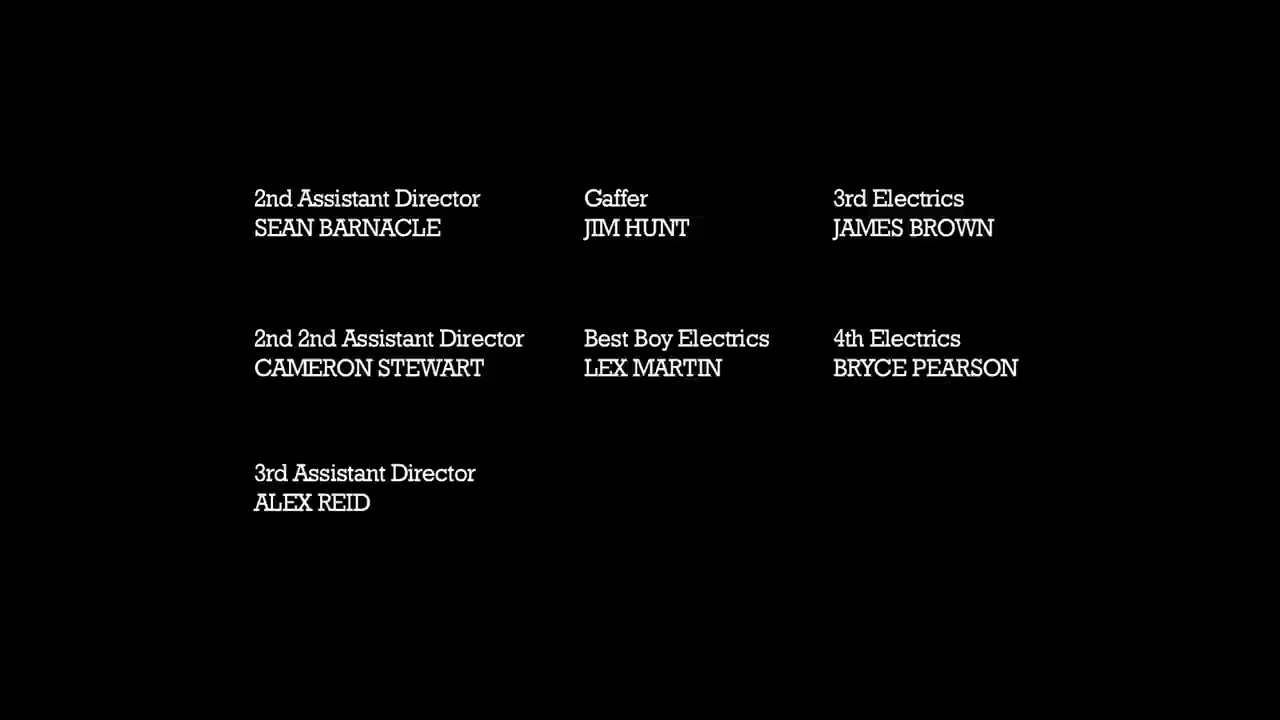 2nd Assistant Director
SEAN BARNACLE
2nd 2nd Assistant Director
CAMERON STEWART
3rd Assistant Director
ALEX REID
Gaffer
JIM HUNT
Best Boy Electrics
LEX MARTIN
3rd Electrics
JAMES BROWN
4th Electrics
BRYCE PEARSON